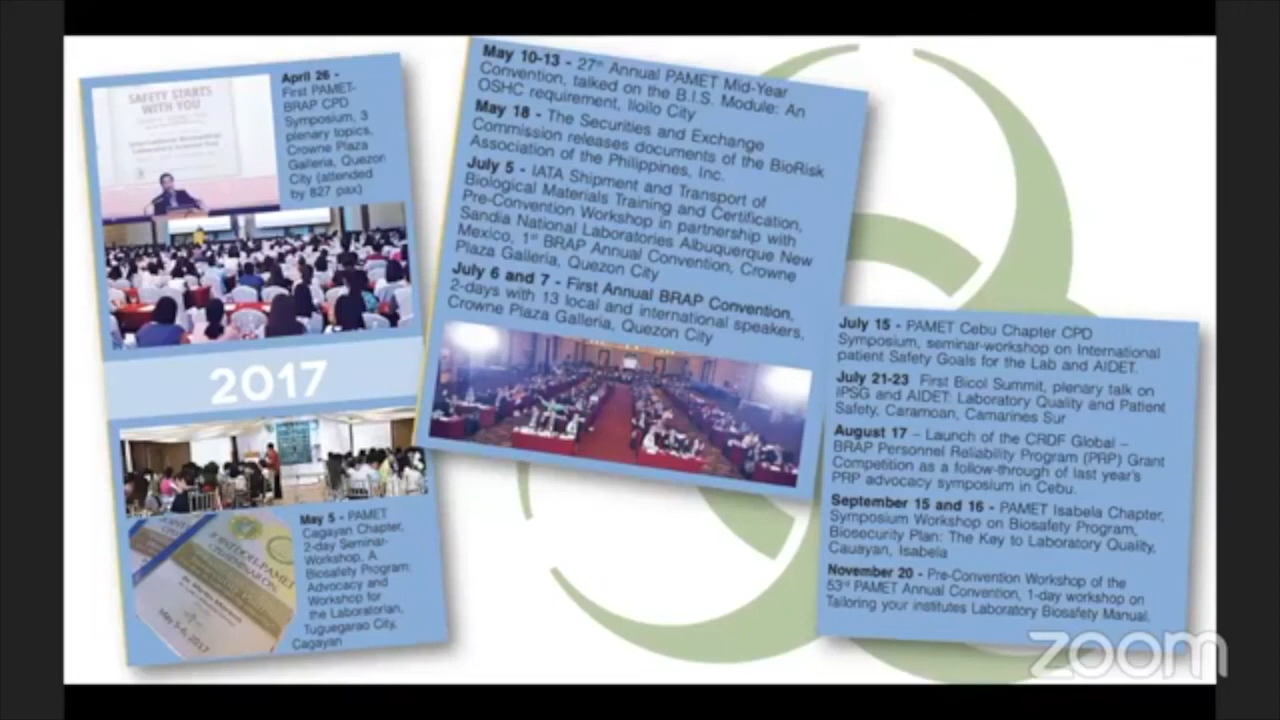 SAFETY STARTS
WITH YOU
April 26 -
First PAMET-
BRAP CPD
Symposium, 3
plenary topics,
Crowne Plaza
Galleria, Quezon
City (attended
by 827 pax)
2017
May 5 - PAMET
Cagayan Chapter,
2-day Seminar-
Workshop, A
Biosafety Program:
Advocacy and
Workshop for
the Laboratorian,
Tuguegarao City,
Cagayan
May 5-6, 2017
May 10-13 - 27th Annual PAMET Mid-Year
Convention, talked on the B.I.S. Module: An
OSHC requirement, Iloilo City
May 18 - The Securities and Exchange
Commission releases documents of the BioRisk
Association of the Philippines, Inc.
July 5 - IATA Shipment and Transport of
Biological Materials Training and Certification,
Pre-Convention Workshop in partnership with
Sandia National Laboratories Albuquerque New
Mexico, 1st BRAP Annual Convention, Crowne
Plaza Galleria, Quezon City
July 6 and 7 - First Annual BRAP Convention,
2-days with 13 local and international speakers,
Crowne Plaza Galleria, Quezon City
July 15 - PAMET Cebu Chapter CPD
Symposium, seminar-workshop on International
patient Safety Goals for the Lab and AIDET.
July 21-23 First Bicol Summit, plenary talk on
iPSG and AIDET: Laboratory Quality and Patient
Safety, Caramoan, Camarines Sur
August 17 – Launch of the CRDF Global –
BRAP Personnel Reliability Program (PRP) Grant
Competition as a follow-through of last year's
PRP advocacy symposium in Cebu.
September 15 and 16 - PAMET Isabela Chapter,
Symposium Workshop on Biosafety Program,
Biosecurity Plan: The Key to Laboratory Quality,
Cauayan, Isabela
November 20 - Pre-Convention Workshop of the
53rd PAMET Annual Convention, 1-day workshop on
Tailoring your institutes Laboratory Biosafety Manual.
zoom